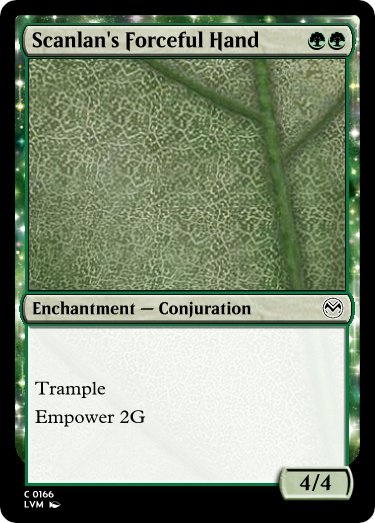 Scanlan's Forceful Hand
Enchantment — Conjuration
Trample
Empower 2G
4/4
C 0166
LVM